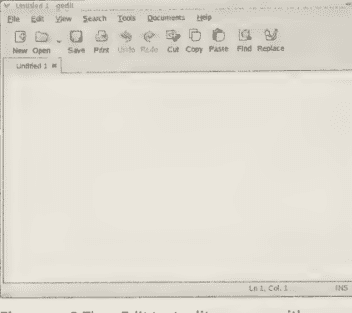 Untitled 1 gedit
File Edit View Search Tools Documents Help
New Open Save Print Undo Redo Cut Copy Paste Find Replace
Untitled 1
Ln 1, Col. 1 INS